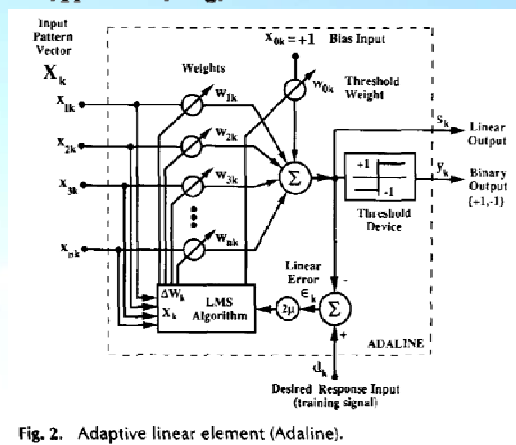 Input
Pattern
Vector
X_k
x_0k = +1 Bias Input
Weights
x_1k
w_1k
w_0k
Threshold
Weight
x_2k
w_2k
s_k
Linear
Output
x_3k
w_3k
Σ
+1
-1
y_k
Binary
Output
{+1,-1}
Threshold
Device
x_nk
w_nk
Linear
Error
ΔW_k
X_k
LMS
Algorithm
2μ
ϵ_k
Σ
-
+
ADALINE
d_k
Desired Response Input
(training signal)
Fig. 2. Adaptive linear element (Adaline).